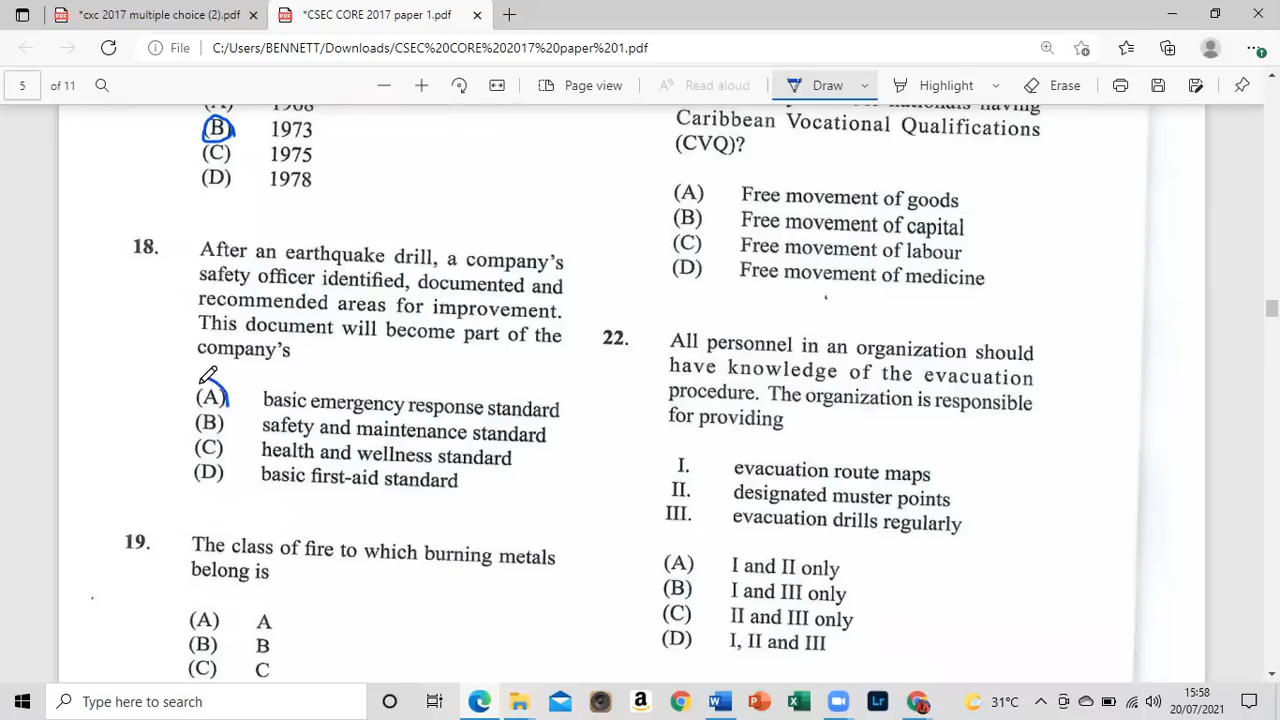 *cxc 2017 multiple choice (2).pdf
*CSEC CORE 2017 paper 1.pdf
File
C:/Users/BENNETT/Downloads/CSEC%20CORE%202017%20paper%201.pdf
5 of 11
Page view
Read aloud
Draw
Highlight
Erase
(A) 1968
(B) 1973
(C) 1975
(D) 1978
18. After an earthquake drill, a company's
safety officer identified, documented and
recommended areas for improvement.
This document will become part of the
company's
(A) basic emergency response standard
(B) safety and maintenance standard
(C) health and wellness standard
(D) basic first-aid standard
19. The class of fire to which burning metals
belong is
(A) A
(B) B
(C) C
nationals having
Caribbean Vocational Qualifications
(CVQ)?
(A) Free movement of goods
(B) Free movement of capital
(C) Free movement of labour
(D) Free movement of medicine
22. All personnel in an organization should
have knowledge of the evacuation
procedure. The organization is responsible
for providing
I. evacuation route maps
II. designated muster points
III. evacuation drills regularly
(A) I and II only
(B) I and III only
(C) II and III only
(D) I, II and III
Type here to search
31°C
15:58
20/07/2021